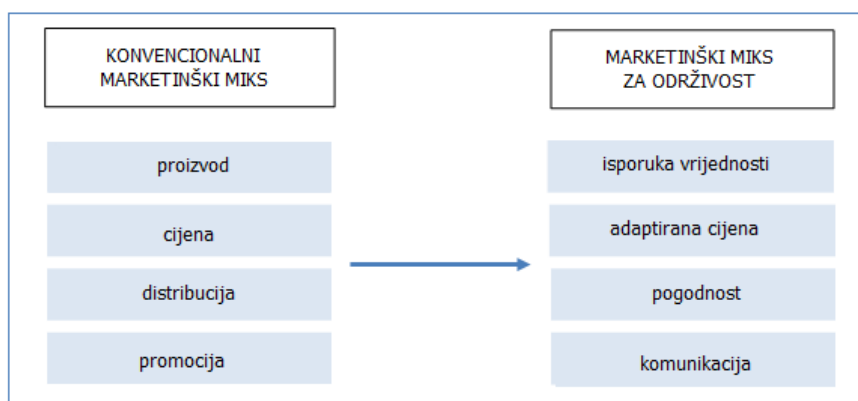 KONVENCIONALNI
MARKETINŠKI MIKS
proizvod
cijena
distribucija
promocija
MARKETINŠKI MIKS
ZA ODRŽIVOST
isporuka vrijednosti
adaptirana cijena
pogodnost
komunikacija